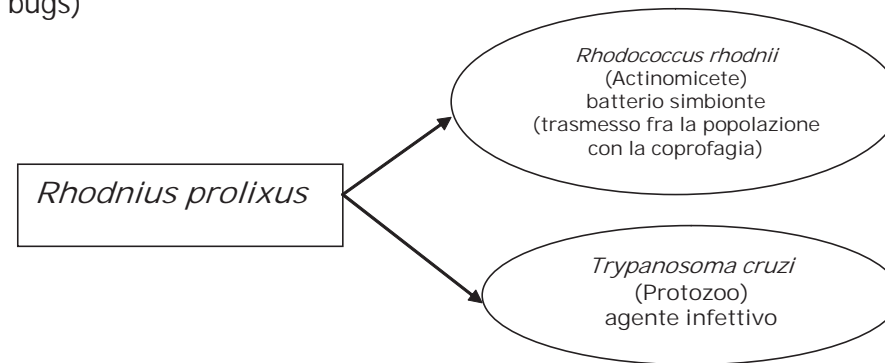 bugs)
Rhodococcus rhodnii
(Actinomicete)
batterio simbionte
(trasmesso fra la popolazione
con la coprofagia)
Rhodnius prolixus
Trypanosoma cruzi
(Protozoo)
agente infettivo